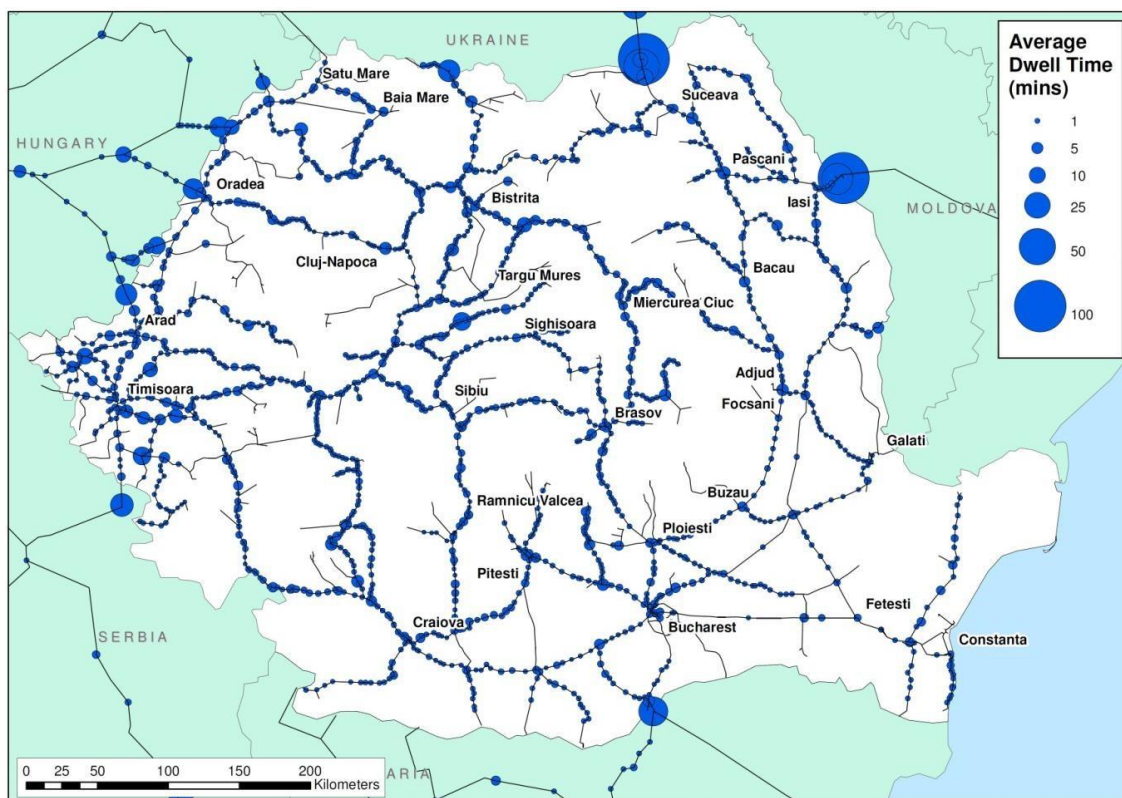 UKRAINE
Satu Mare
Baia Mare
Suceava
HUNGARY
Pascani
Oradea
Bistrita
Iasi
MOLDOVA
Cluj-Napoca
Targu Mures
Bacau
Miercurea Ciuc
Arad
Sighisoara
Adjud
Timisoara
Sibiu
Focsani
Brasov
Galati
Ramnicu Valcea
Buzau
Ploiesti
Pitesti
Fetesti
Craiova
Bucharest
SERBIA
Constanta
ARIA
Average
Dwell Time
(mins)
1
5
10
25
50
100
0 25 50 100 150 200
Kilometers